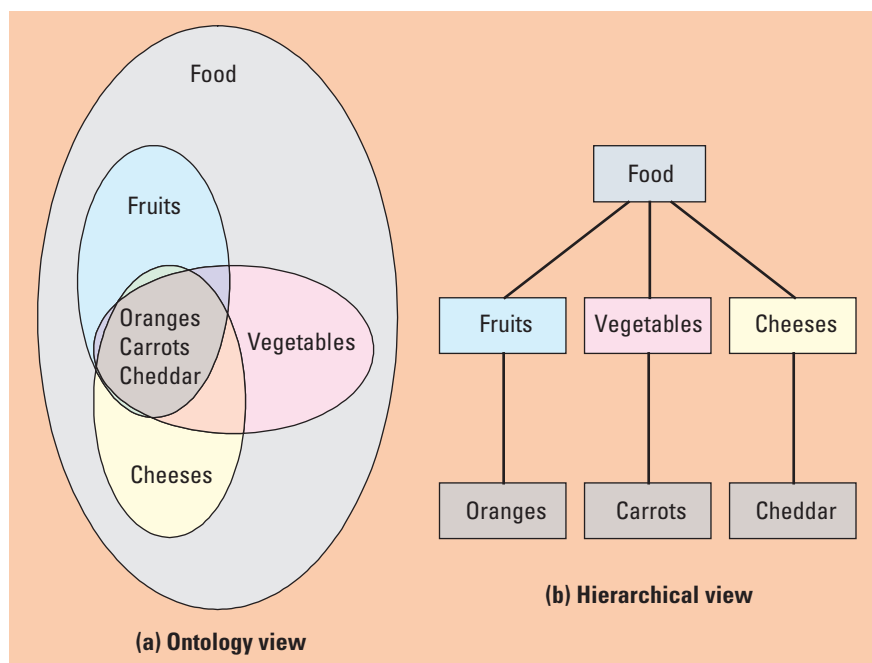 Food
Fruits
Oranges
Carrots
Cheddar
Vegetables
Cheeses
(a) Ontology view
Food
Fruits
Vegetables
Cheeses
Oranges
Carrots
Cheddar
(b) Hierarchical view